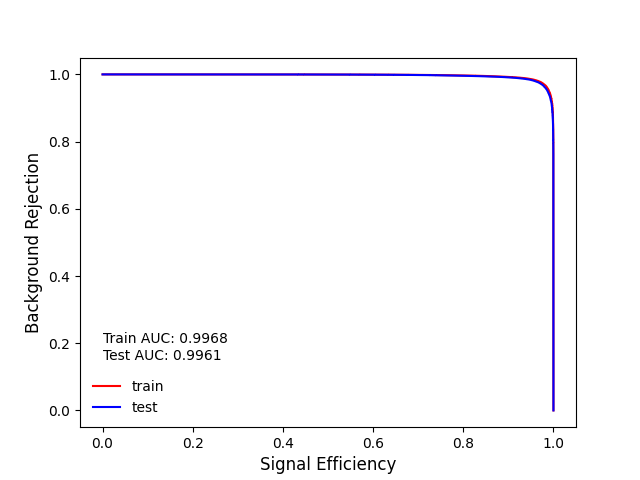 1.0
0.8
0.6
0.4
0.2
0.0
Background Rejection
Train AUC: 0.9968
Test AUC: 0.9961
train
test
0.0 0.2 0.4 0.6 0.8 1.0
Signal Efficiency